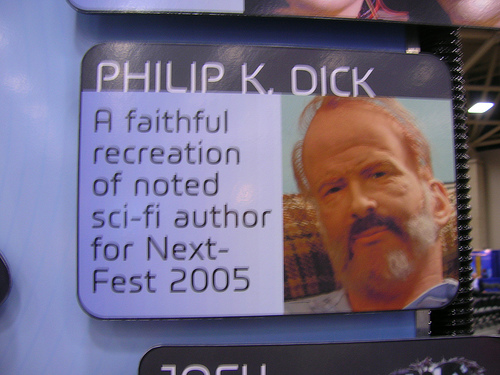 PHILIP K. DICK
A faithful
recreation
of noted
sci-fi author
for Next-
Fest 2005